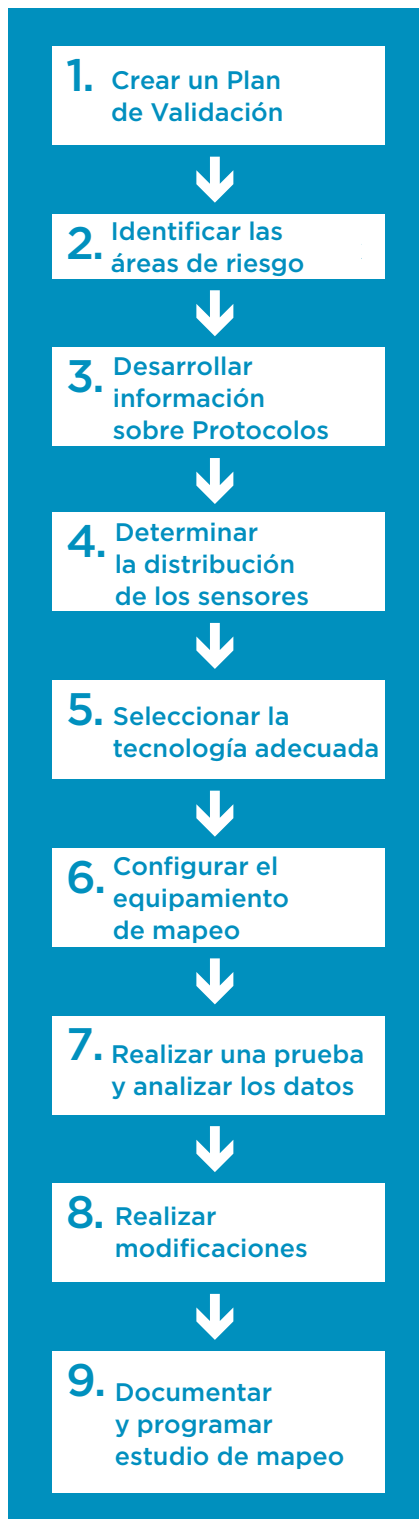 1. Crear un Plan
de Validación
2. Identificar las
áreas de riesgo
3. Desarrollar
información
sobre Protocolos
4. Determinar
la distribución
de los sensores
5. Seleccionar la
tecnología adecuada
6. Configurar el
equipamiento
de mapeo
7. Realizar una prueba
y analizar los datos
8. Realizar
modificaciones
9. Documentar
y programar
estudio de mapeo